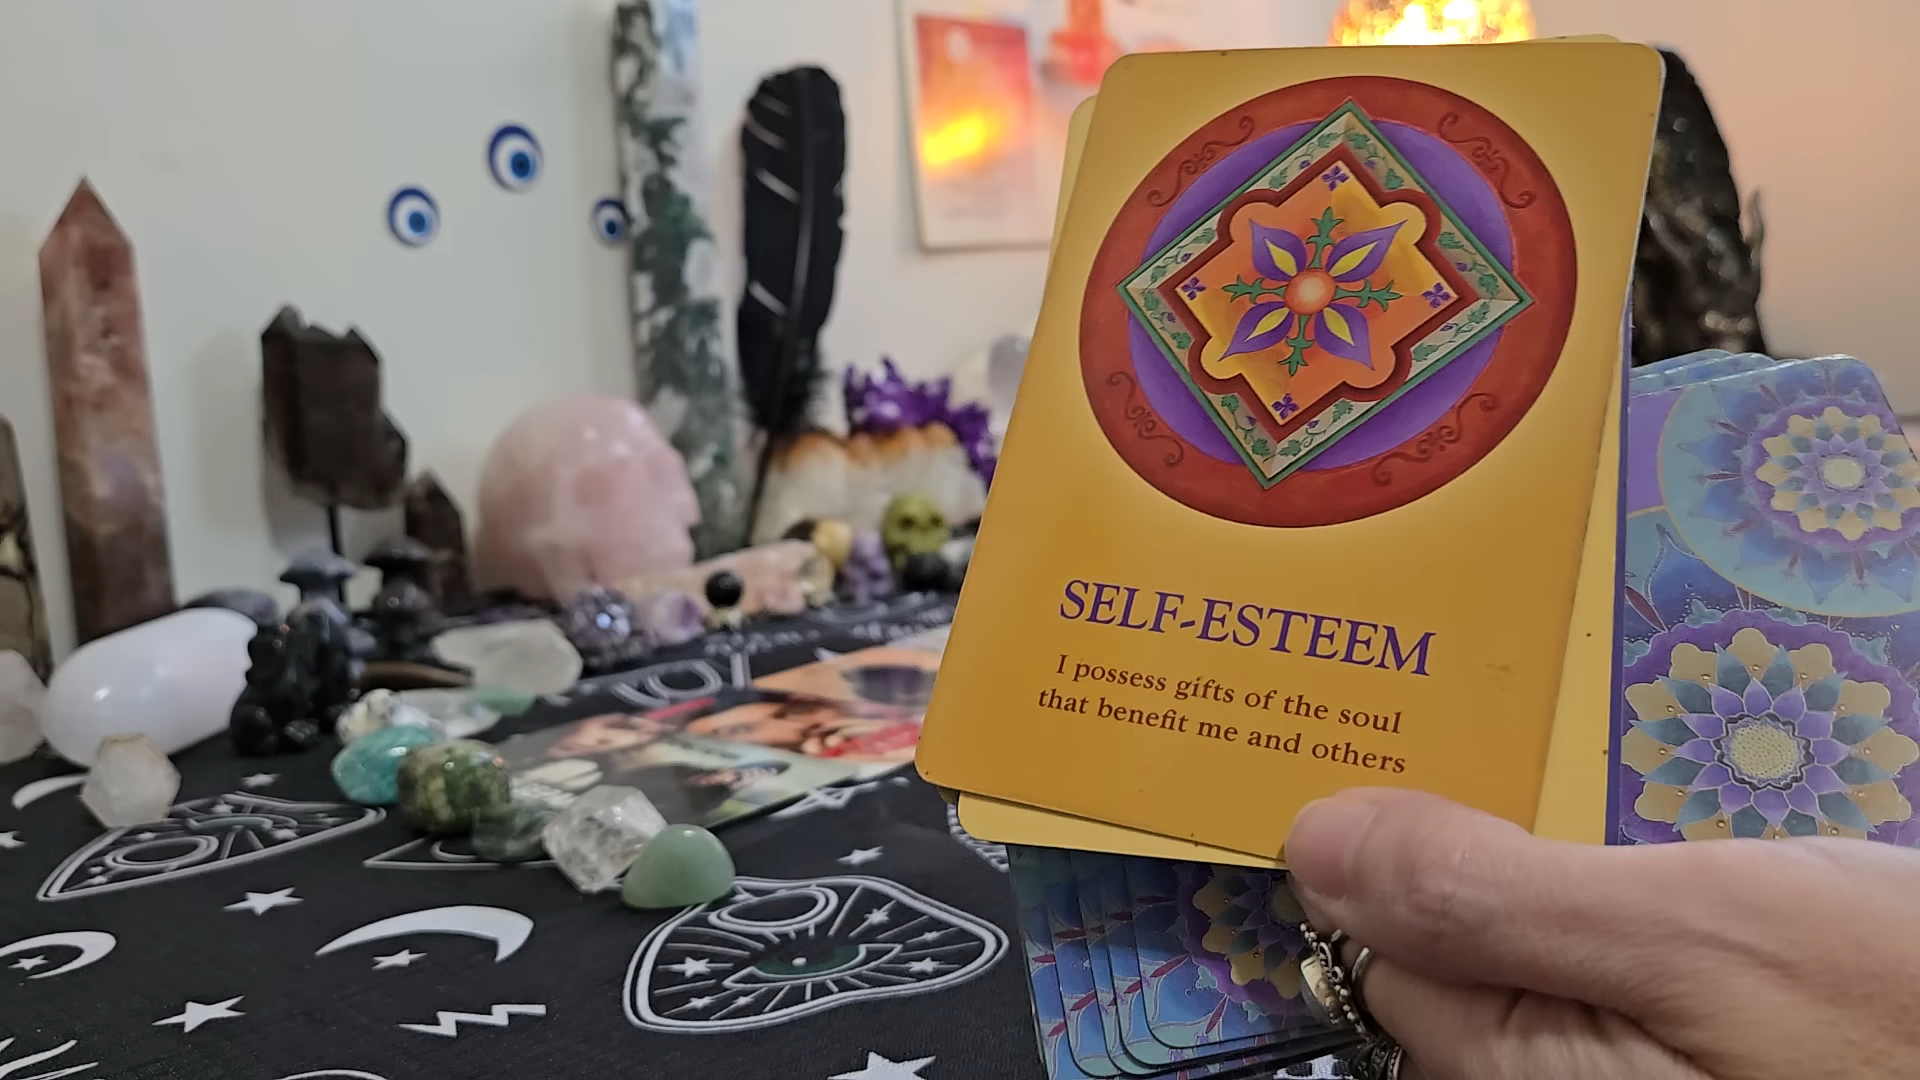 SELF-ESTEEM
I possess gifts of the soul
that benefit me and others